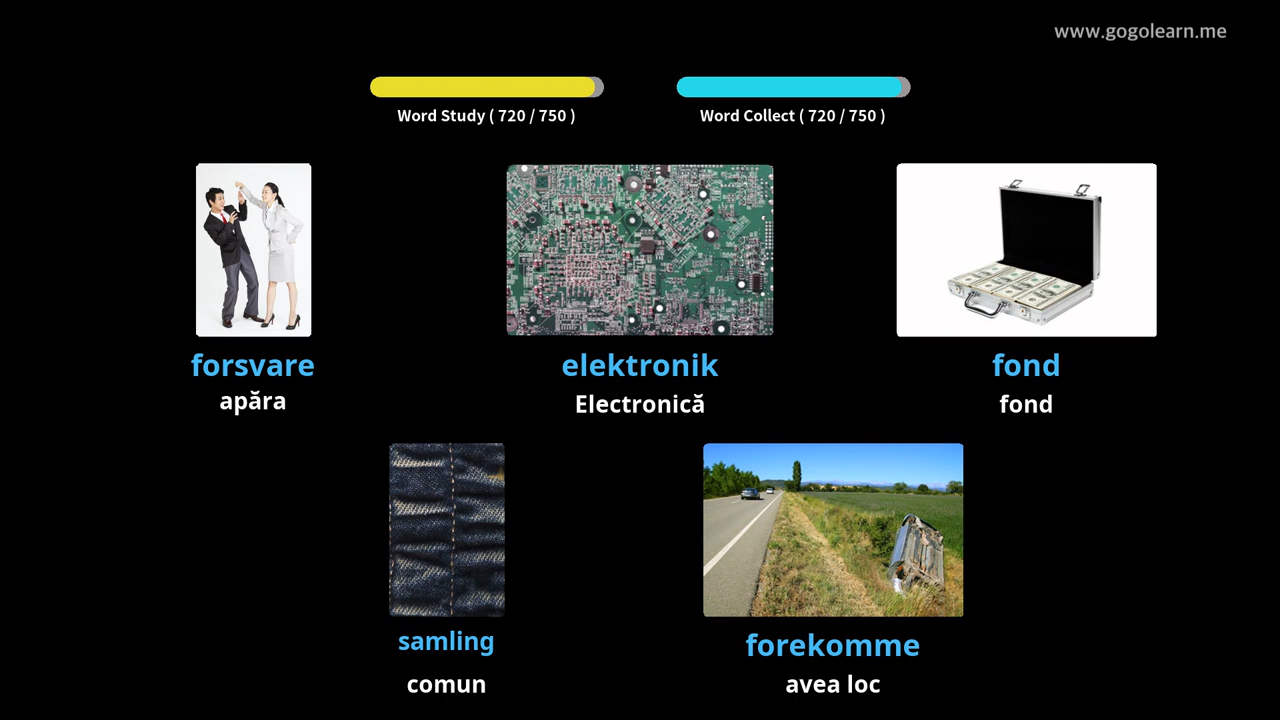 www.gogolearn.me
Word Study ( 720 / 750 )
Word Collect ( 720 / 750 )
forsvare
apăra
elektronik
Electronică
fond
fond
samling
comun
forekomme
avea loc